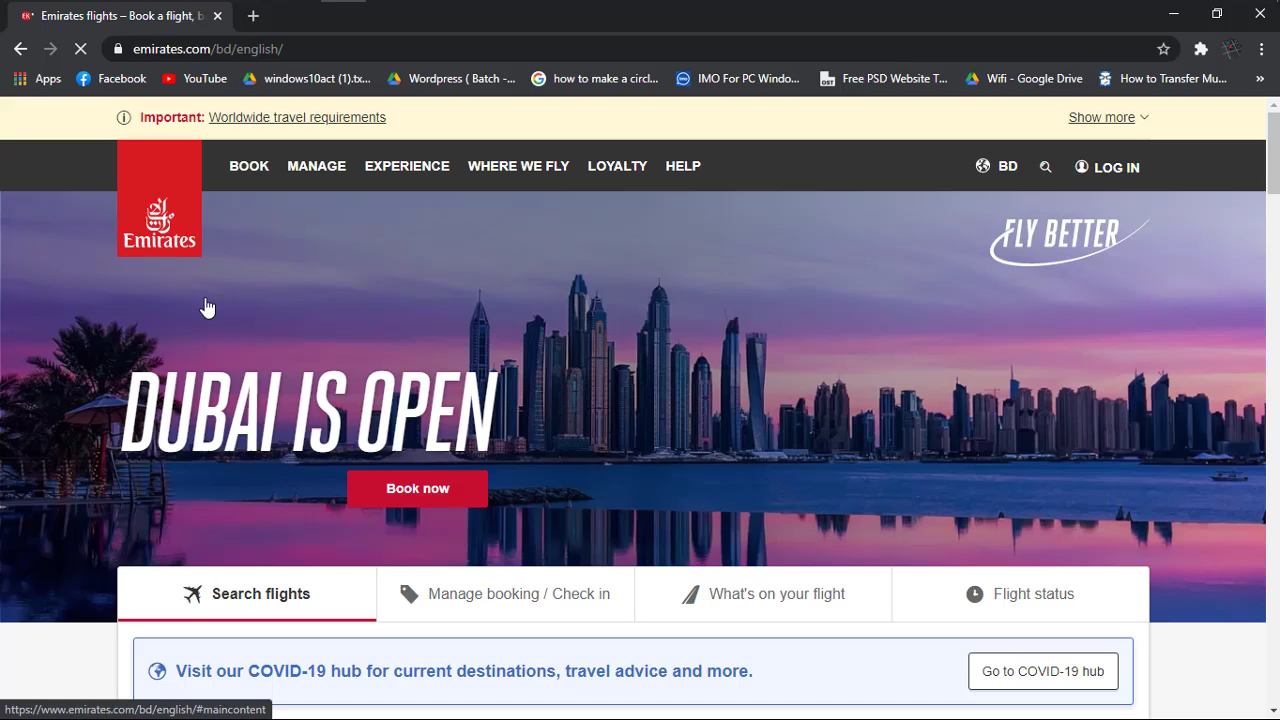 Emirates flights – Book a flight, b
emirates.com/bd/english/
Apps Facebook YouTube windows10act (1).tx... Wordpress ( Batch -... how to make a circl... IMO For PC Windo... Free PSD Website T... Wifi - Google Drive How to Transfer Mu... »
Important: Worldwide travel requirements Show more
BOOK MANAGE EXPERIENCE WHERE WE FLY LOYALTY HELP BD LOG IN
Emirates
FLY BETTER
DUBAI IS OPEN
Book now
Search flights Manage booking / Check in What's on your flight Flight status
Visit our COVID-19 hub for current destinations, travel advice and more. Go to COVID-19 hub
https://www.emirates.com/bd/english/#maincontent